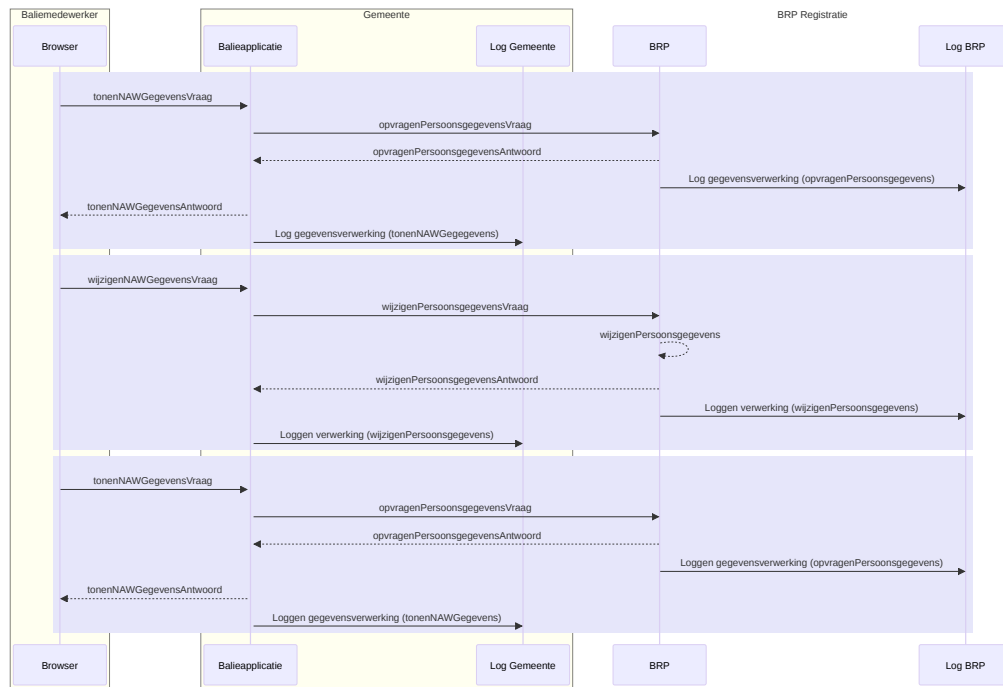 Baliemedewerker
Gemeente
BRP Registratie
Browser
Balieapplicatie
Log Gemeente
BRP
Log BRP
tonenNAWGegevensVraag
opvragenPersoonsgegevensVraag
opvragenPersoonsgegevensAntwoord
Log gegevensverwerking (opvragenPersoonsgegevens)
tonenNAWGegevensAntwoord
Log gegevensverwerking (tonenNAWGegegevens)
wijzigenNAWGegevensVraag
wijzigenPersoonsgegevensVraag
wijzigenPersoonsgegevens
wijzigenPersoonsgegevensAntwoord
Loggen verwerking (wijzigenPersoonsgegevens)
Loggen verwerking (wijzigenPersoonsgegevens)
tonenNAWGegevensVraag
opvragenPersoonsgegevensVraag
opvragenPersoonsgegevensAntwoord
Loggen gegevensverwerking (opvragenPersoonsgegevens)
tonenNAWGegevensAntwoord
Loggen gegevensverwerking (tonenNAWGegevens)
Browser
Balieapplicatie
Log Gemeente
BRP
Log BRP